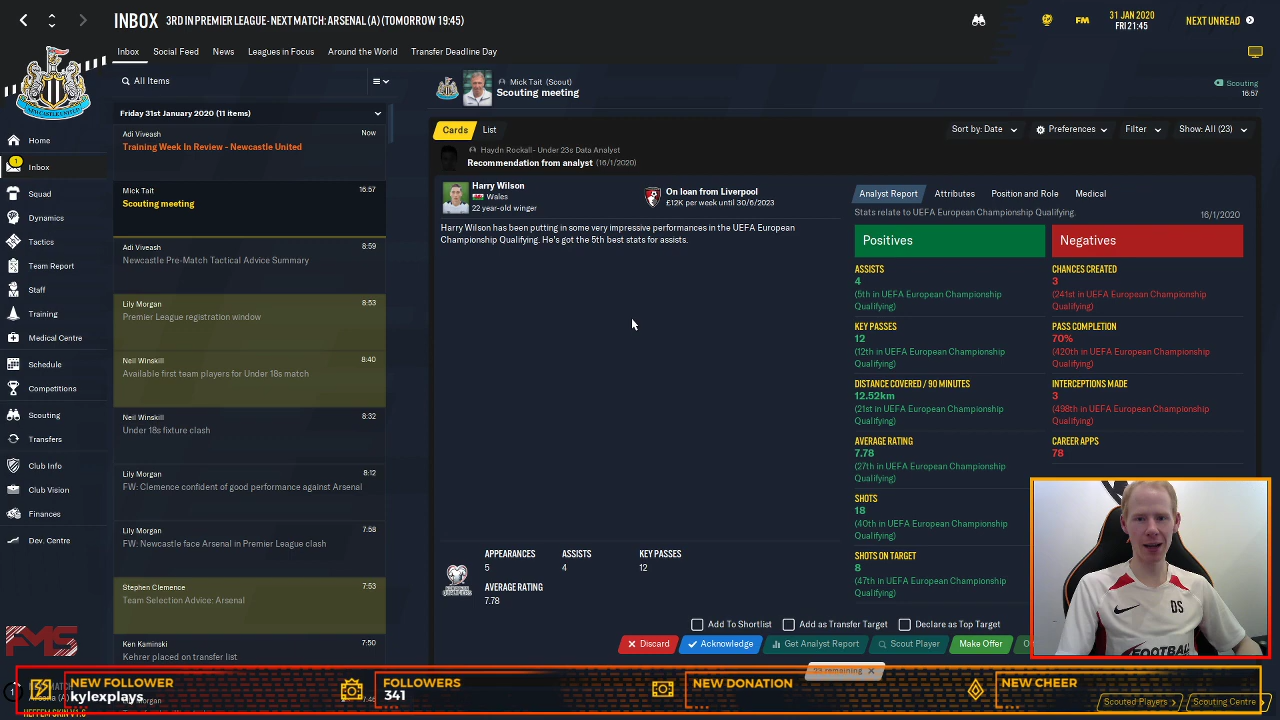 INBOX
3RD IN PREMIER LEAGUE - NEXT MATCH: ARSENAL (A) (TOMORROW 19:45)
FM
31 JAN 2020
FRI 21:45
NEXT UNREAD
Inbox Social Feed News Leagues in Focus Around the World Transfer Deadline Day
NEWCASTLE UNITED
All Items
Mick Tait (Scout)
Scouting meeting
Scouting
16:57
Friday 31st January 2020 (11 items)
Home
1
Inbox
Squad
Dynamics
Tactics
Team Report
Staff
Training
Medical Centre
Schedule
Competitions
Scouting
Transfers
Club Info
Club Vision
Finances
Dev. Centre
Adi Viveash Now
Training Week In Review - Newcastle United
Mick Tait 16:57
Scouting meeting
Adi Viveash 8:59
Newcastle Pre-Match Tactical Advice Summary
Lily Morgan 8:53
Premier League registration window
Neil Winskill 8:40
Available first team players for Under 18s match
Neil Winskill 8:32
Under 18s fixture clash
Lily Morgan 8:12
FW: Clemence confident of good performance against Arsenal
Lily Morgan 7:58
FW: Newcastle face Arsenal in Premier League clash
Stephen Clemence 7:53
Team Selection Advice: Arsenal
Ken Kaminski 7:50
Kehrer placed on transfer list
Cards List
Sort by: Date Preferences Filter Show: All (23)
Haydn Rockall - Under 23s Data Analyst
Recommendation from analyst (16/1/2020)
Harry Wilson
Wales
22 year-old winger
On loan from Liverpool
£12K per week until 30/6/2023
Harry Wilson has been putting in some very impressive performances in the UEFA European
Championship Qualifying. He's got the 5th best stats for assists.
Analyst Report Attributes Position and Role Medical
Stats relate to UEFA European Championship Qualifying.
16/1/2020
Positives
ASSISTS
4
(5th in UEFA European Championship
Qualifying)
KEY PASSES
12
(12th in UEFA European Championship
Qualifying)
DISTANCE COVERED / 90 MINUTES
12.52km
(21st in UEFA European Championship
Qualifying)
AVERAGE RATING
7.78
(27th in UEFA European Championship
Qualifying)
SHOTS
18
(40th in UEFA European Championship
Qualifying)
SHOTS ON TARGET
8
(47th in UEFA European Championship
Qualifying)
Negatives
CHANCES CREATED
3
(241st in UEFA European Championship
Qualifying)
PASS COMPLETION
70%
(420th in UEFA European Championship
Qualifying)
INTERCEPTIONS MADE
3
(498th in UEFA European Championship
Qualifying)
CAREER APPS
78
APPEARANCES ASSISTS KEY PASSES
5 4 12
AVERAGE RATING
7.78
Add To Shortlist Add as Transfer Target Declare as Top Target
Discard Acknowledge Get Analyst Report Scout Player Make Offer
23 remaining
DS
FOOTBALL
FMS
NEW FOLLOWER
kylexplays
FOLLOWERS
341
NEW DONATION
NEW CHEER
Scouted Players
Scouting Centre